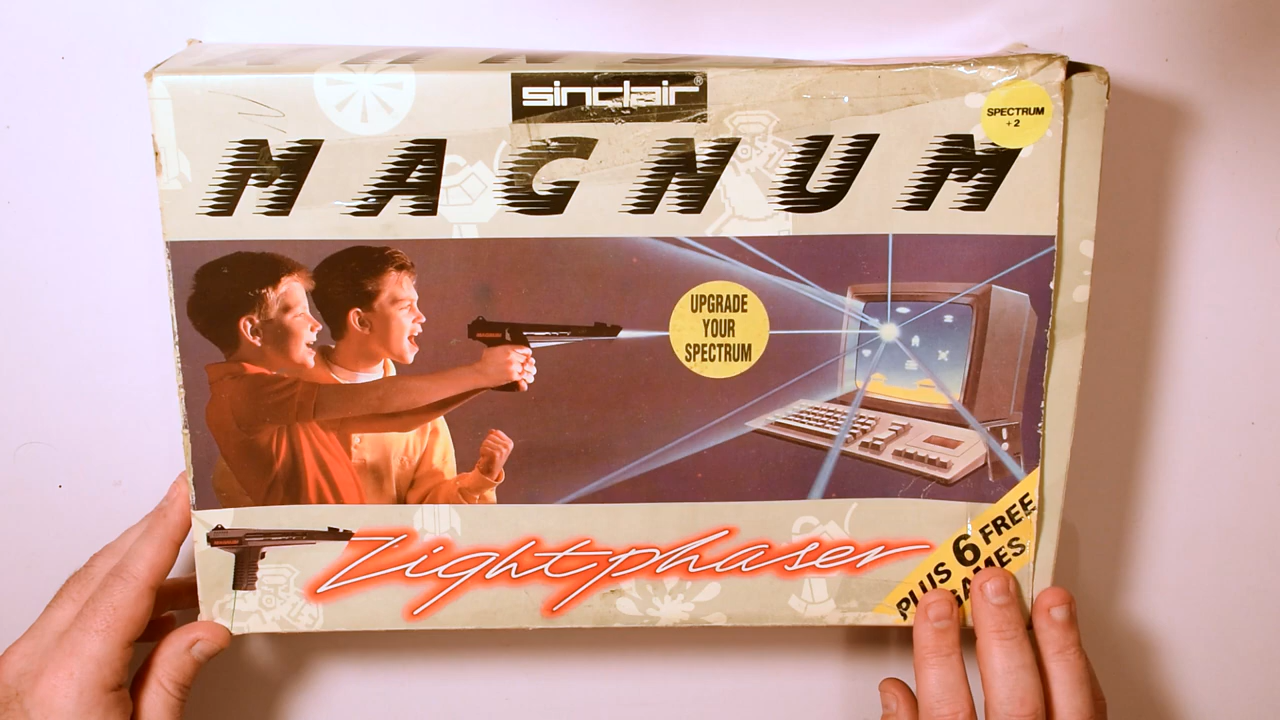 sinclair®
SPECTRUM
+2
MAGNUM
UPGRADE
YOUR
SPECTRUM
Lightphaser
PLUS 6 FREE
GAMES